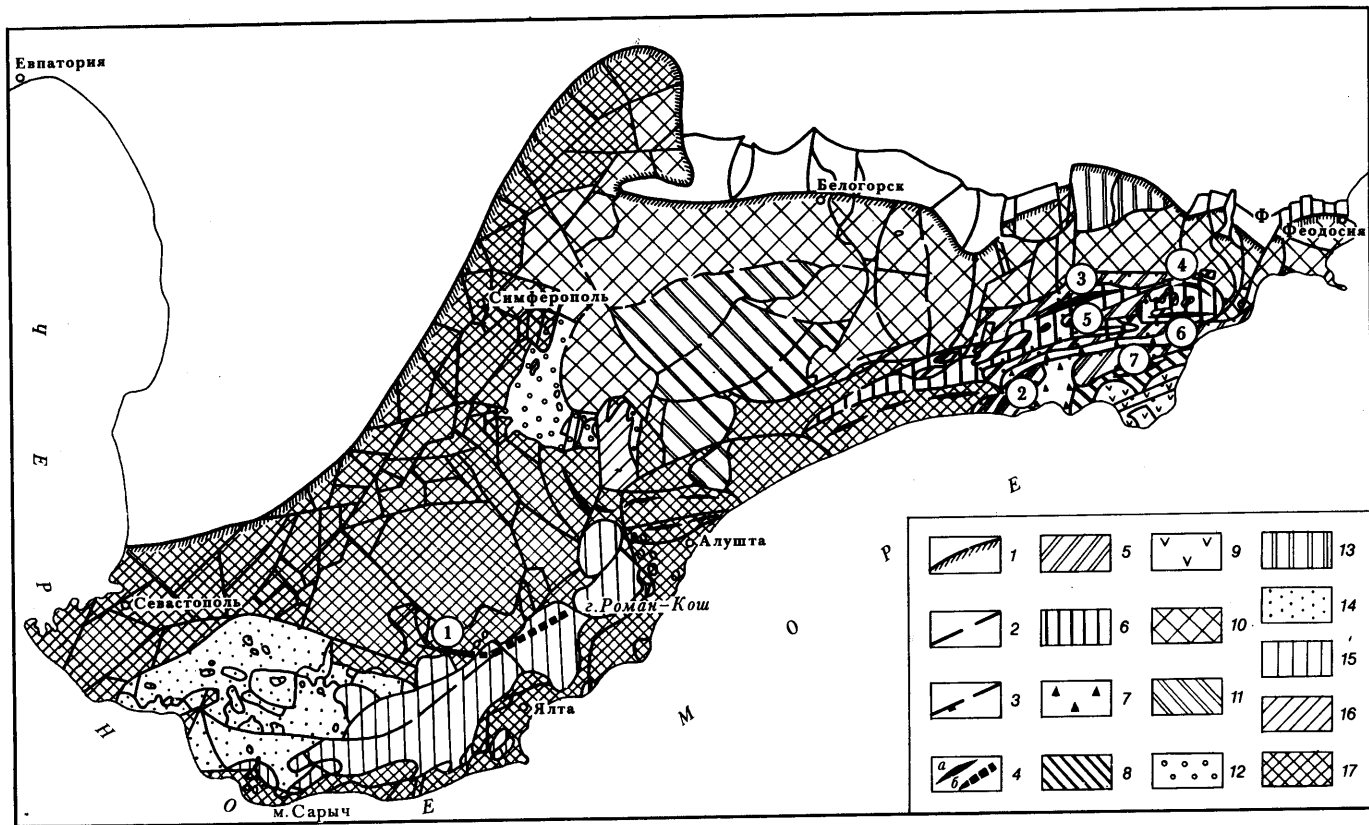 Евпатория
Белогорск
Ф
Феодосия
Симферополь
3
4
5
6
7
2
Алушта
г.Роман-Кош
Севастополь
1
Ялта
м.Сарыч
Ч Е Р Н О Е
М О Р Е
1
5
9
13
2
6
10
14
3
7
11
15
а
б
4
8
12
16
17